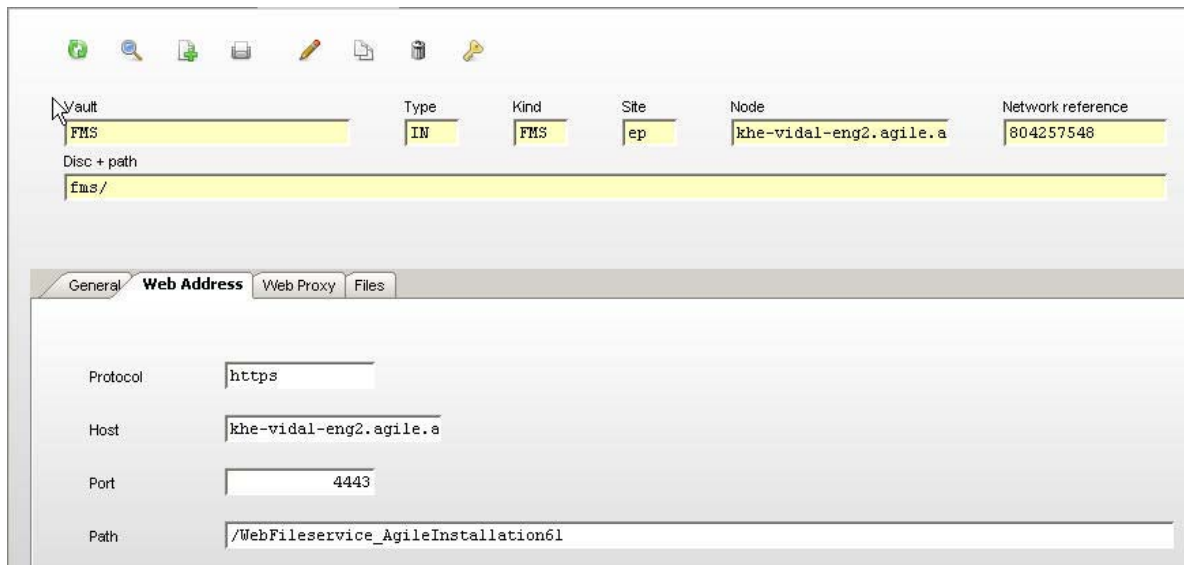 Vault Type Kind Site Node Network reference
FMS IN FMS ep khe-vidal-eng2.agile.a 804257548
Disc + path
fms/
General Web Address Web Proxy Files
Protocol https
Host khe-vidal-eng2.agile.a
Port 4443
Path /WebFileservice_AgileInstallation61